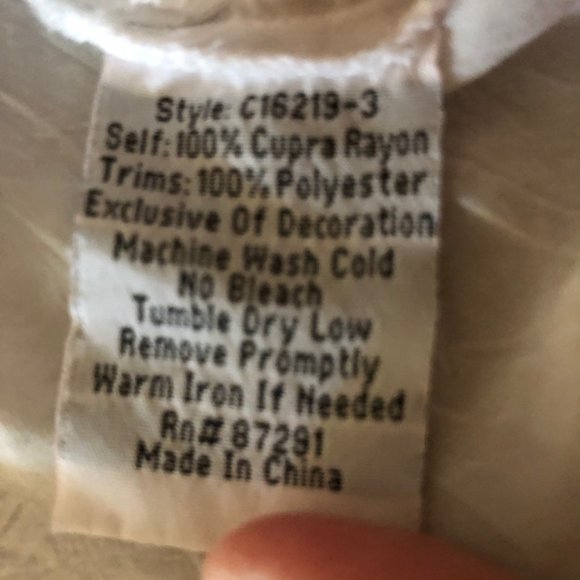 Style: C16219-3
Self: 100% Cupra Rayon
Trims: 100% Polyester
Exclusive Of Decoration
Machine Wash Cold
No Bleach
Tumble Dry Low
Remove Promptly
Warm Iron If Needed
Rn# 87291
Made In China